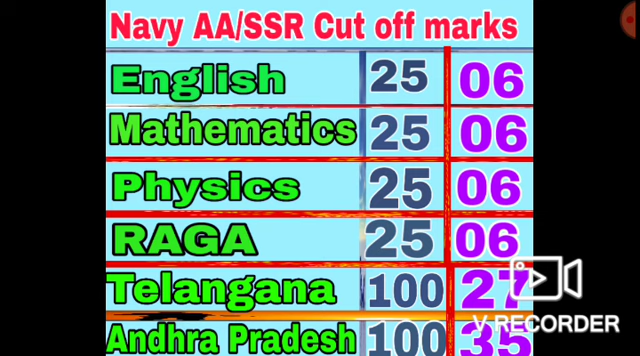 Navy AA/SSR Cut off marks
English 25 06
Mathematics 25 06
Physics 25 06
RAGA 25 06
Telangana 100 27
Andhra Pradesh 100 35
V RECORDER